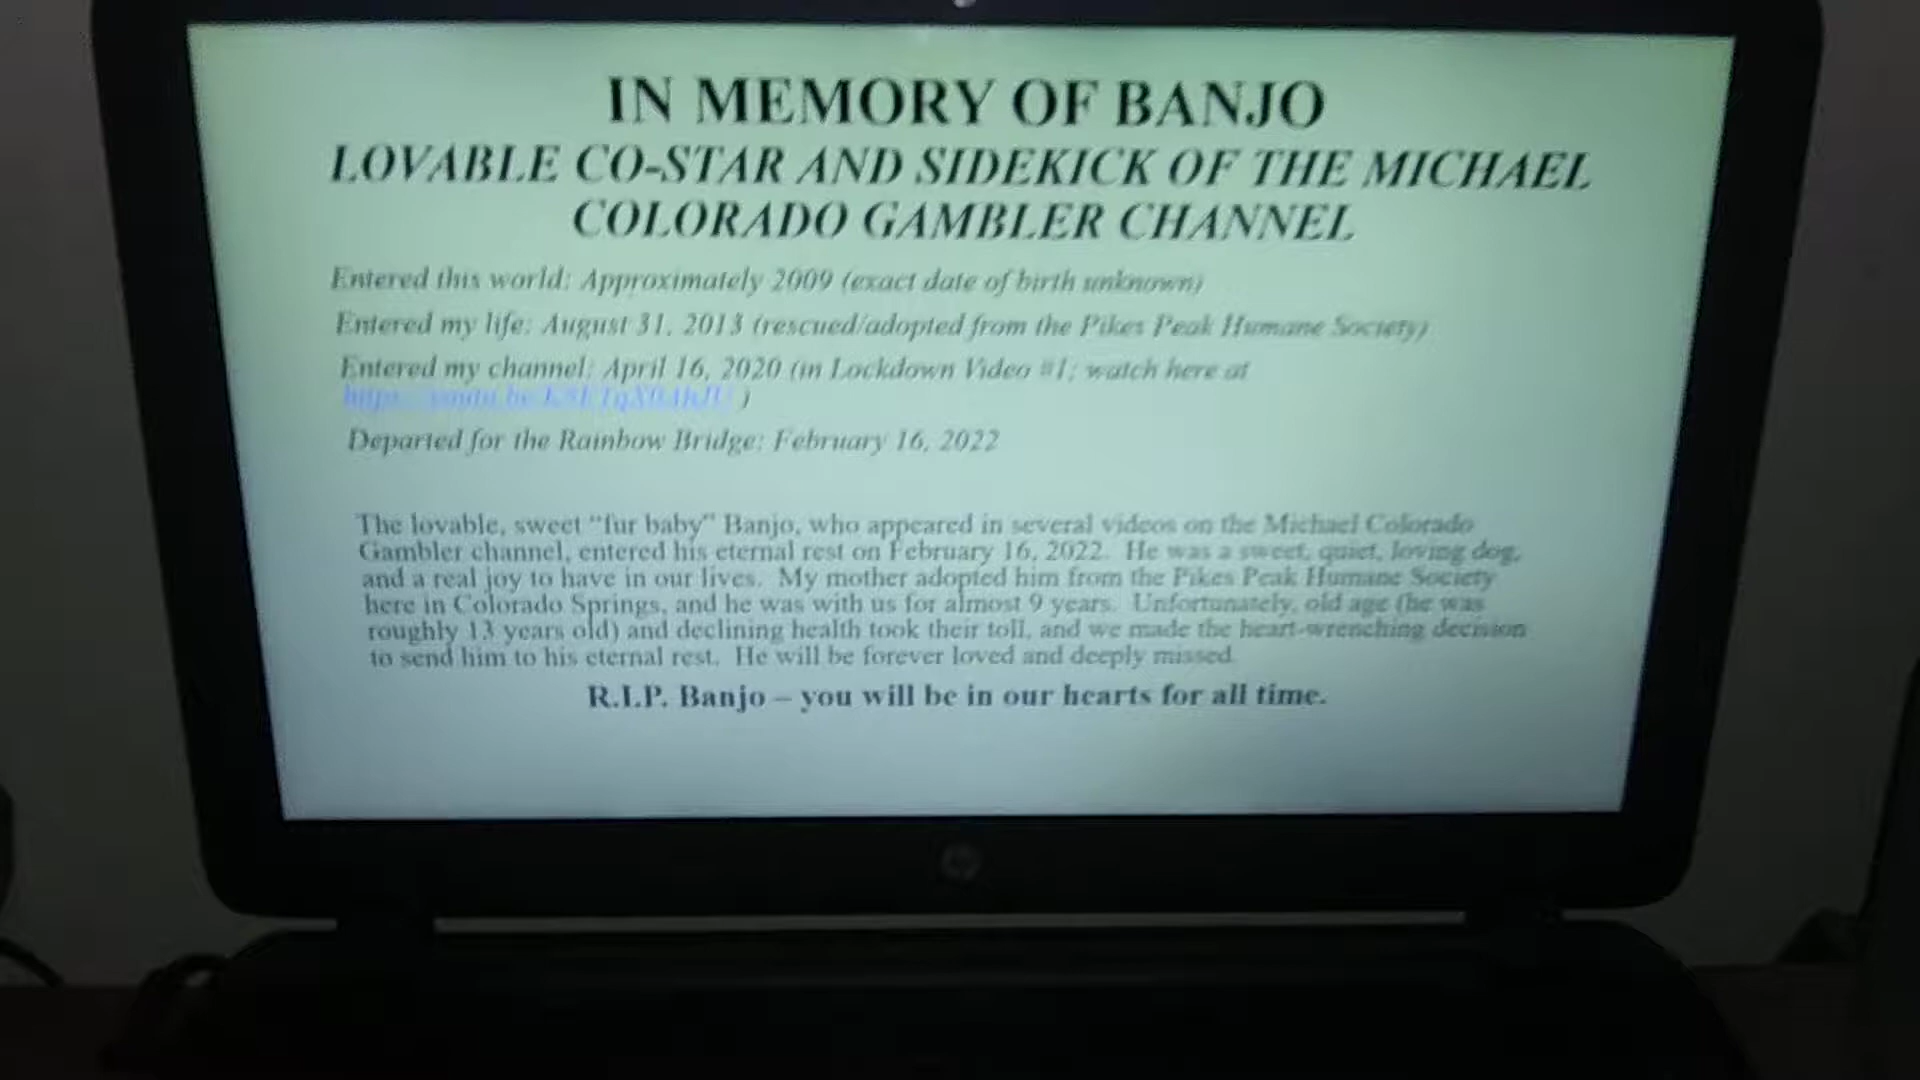 IN MEMORY OF BANJO
LOVABLE CO-STAR AND SIDEKICK OF THE MICHAEL
COLORADO GAMBLER CHANNEL
Entered this world: Approximately 2009 (exact date of birth unknown)
Entered my life: August 31, 2013 (rescued/adopted from the Pikes Peak Humane Society)
Entered my channel: April 16, 2020 (in Lockdown Video #1; watch here at
)
Departed for the Rainbow Bridge: February 16, 2022
The lovable, sweet “fur baby” Banjo, who appeared in several videos on the Michael Colorado
Gambler channel, entered his eternal rest on February 16, 2022. He was a sweet, quiet, loving dog,
and a real joy to have in our lives. My mother adopted him from the Pikes Peak Humane Society
here in Colorado Springs, and he was with us for almost 9 years. Unfortunately, old age (he was
roughly 13 years old) and declining health took their toll, and we made the heart-wrenching decision
to send him to his eternal rest. He will be forever loved and deeply missed.
R.I.P. Banjo – you will be in our hearts for all time.
hp